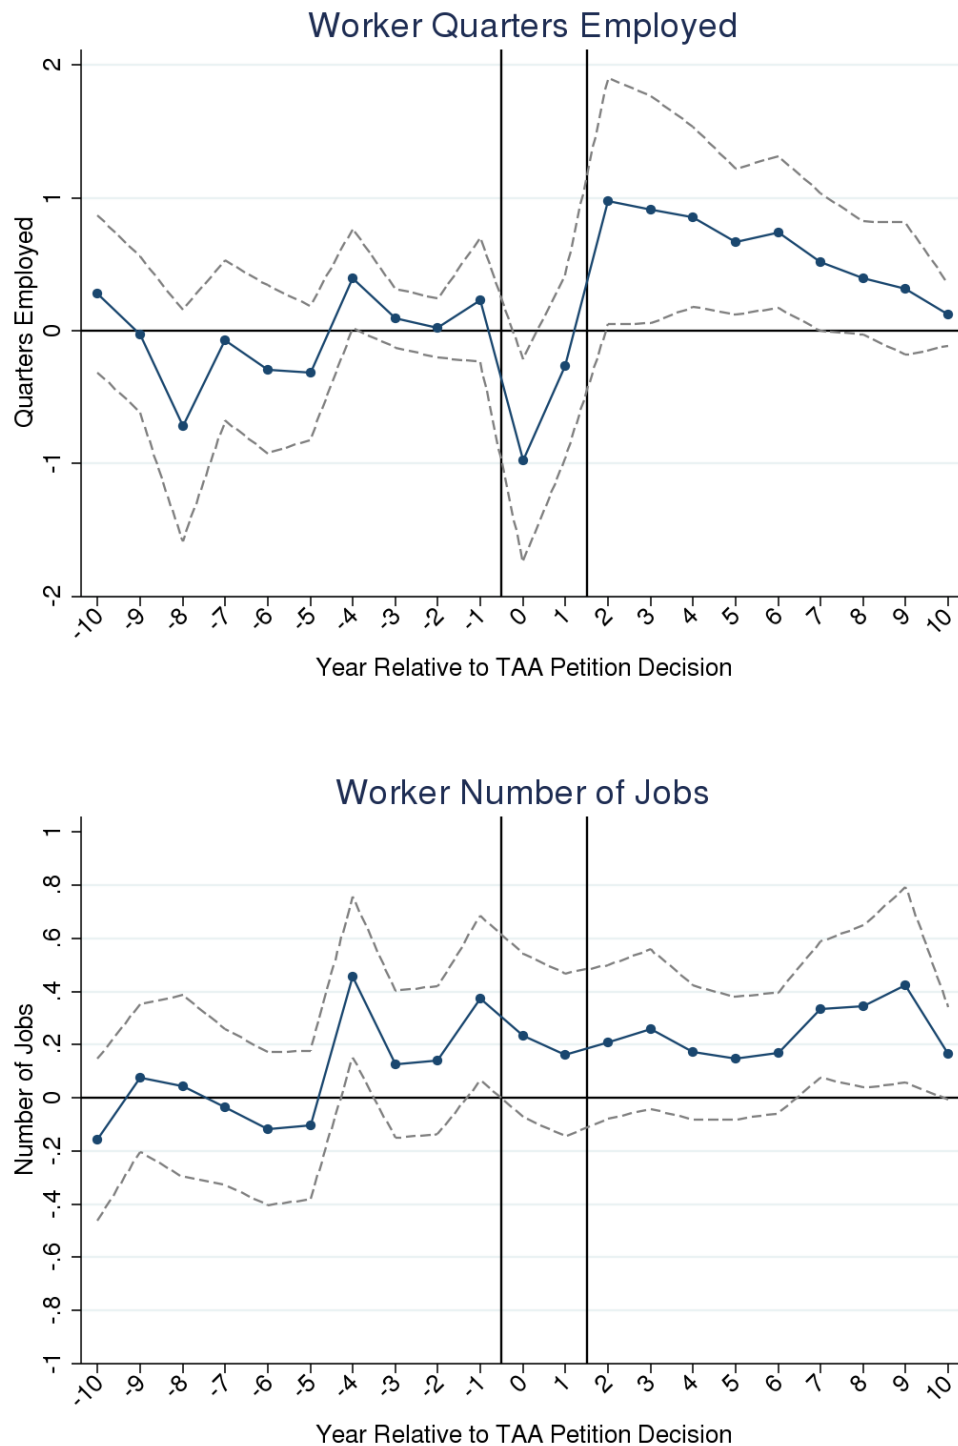 Worker Quarters Employed
2
1
0
-1
-2
Quarters Employed
-10 -9 -8 -7 -6 -5 -4 -3 -2 -1 0 1 2 3 4 5 6 7 8 9 10
Year Relative to TAA Petition Decision
Worker Number of Jobs
1
.8
.6
.4
.2
0
-.2
-.4
-.6
-.8
-1
Number of Jobs
-10 -9 -8 -7 -6 -5 -4 -3 -2 -1 0 1 2 3 4 5 6 7 8 9 10
Year Relative to TAA Petition Decision